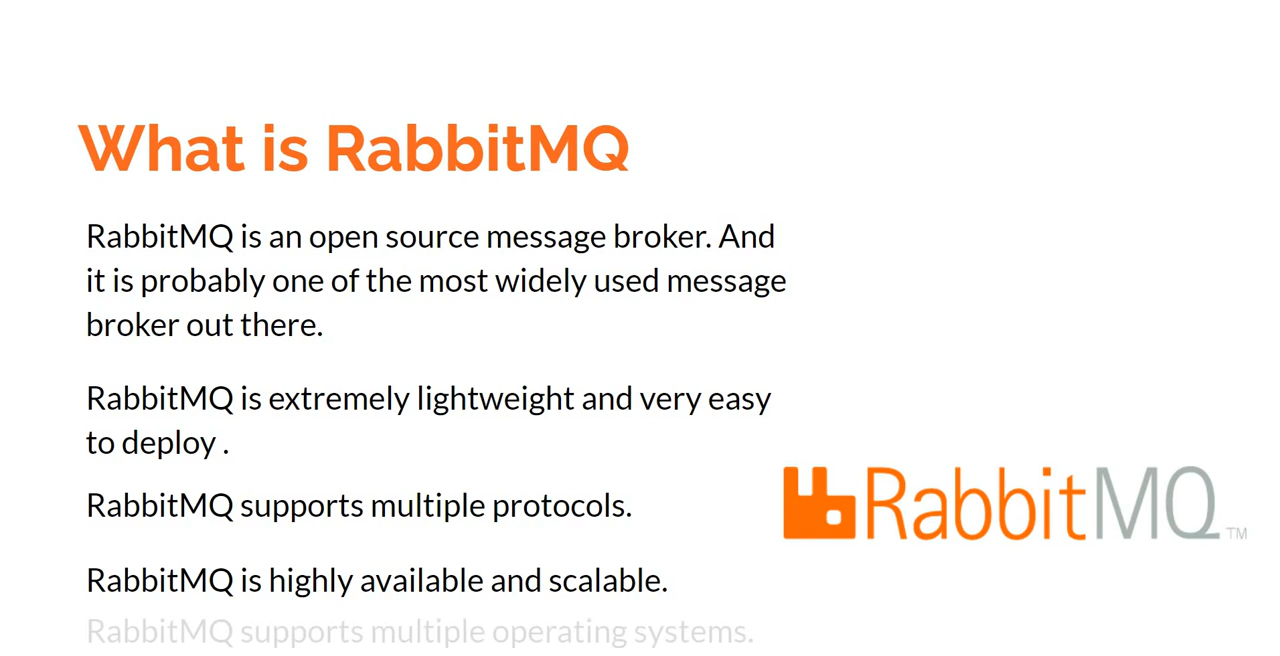 What is RabbitMQ
RabbitMQ is an open source message broker. And
it is probably one of the most widely used message
broker out there.
RabbitMQ is extremely lightweight and very easy
to deploy .
RabbitMQ supports multiple protocols.
RabbitMQ™
RabbitMQ is highly available and scalable.
RabbitMQ supports multiple operating systems.